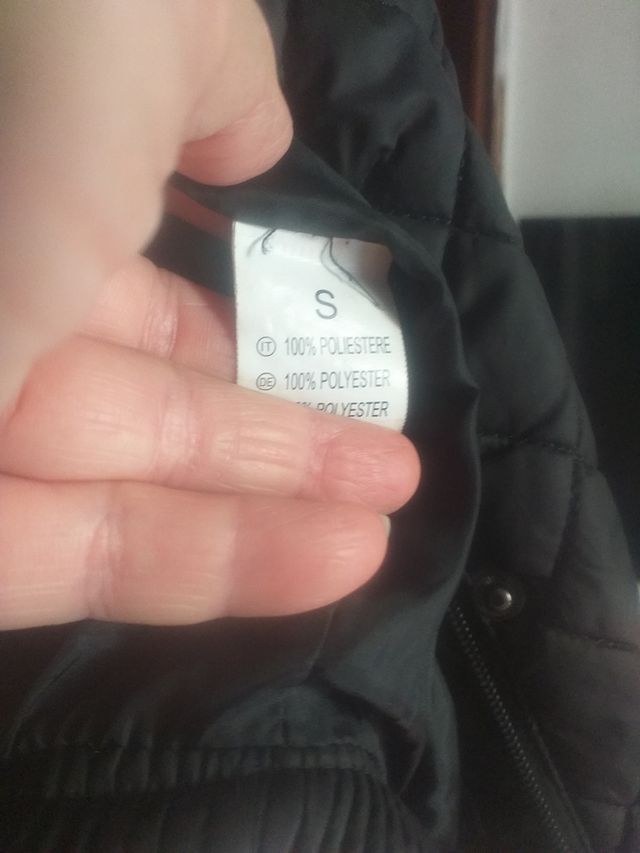 S
IT 100% POLIESTERE
DE 100% POLYESTER
% POLYESTER